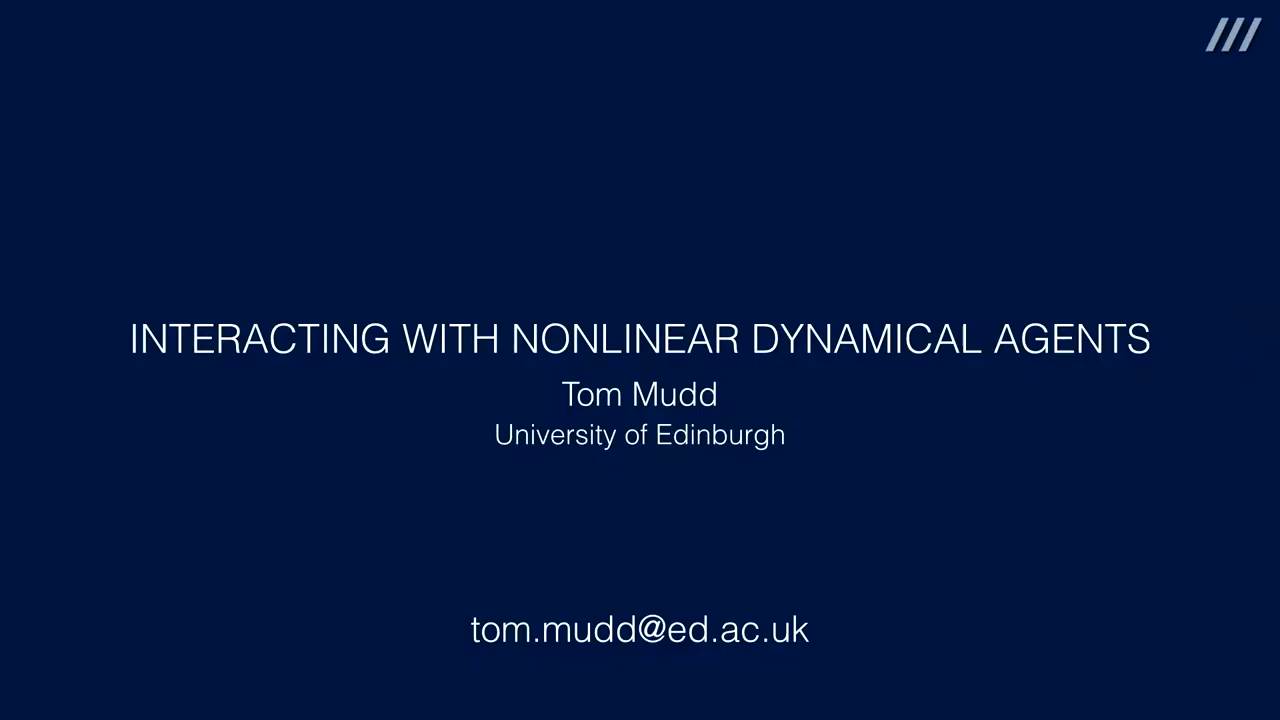 INTERACTING WITH NONLINEAR DYNAMICAL AGENTS
Tom Mudd
University of Edinburgh
tom.mudd@ed.ac.uk